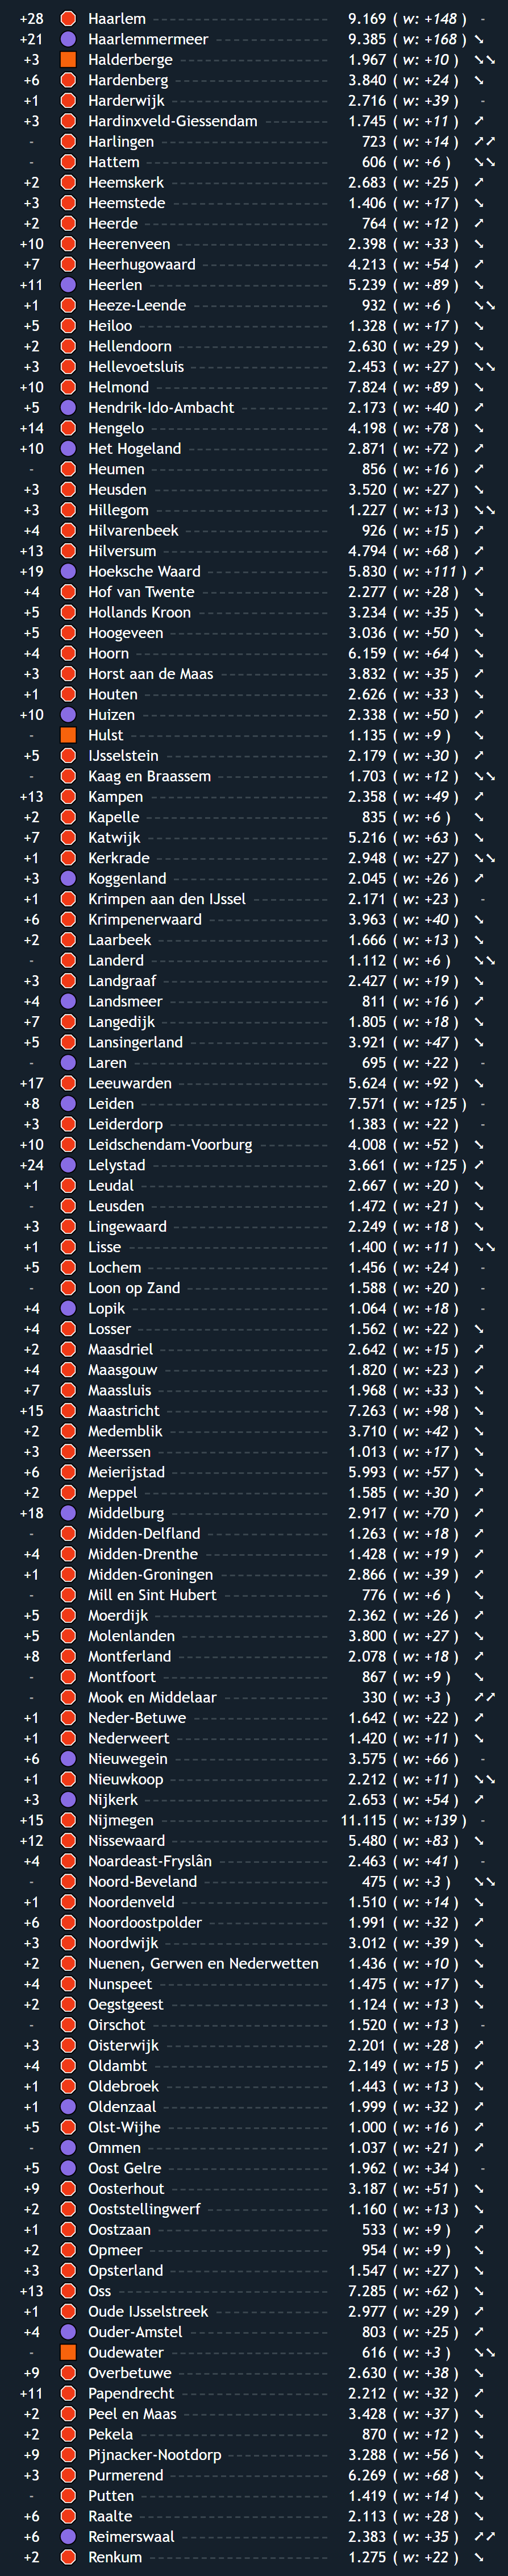 +28 Haarlem 9.169 ( w: +148 ) -
+21 Haarlemmermeer 9.385 ( w: +168 ) ↘
+3 Halderberge 1.967 ( w: +10 ) ↘↘
+6 Hardenberg 3.840 ( w: +24 ) ↘
+1 Harderwijk 2.716 ( w: +39 ) -
+3 Hardinxveld-Giessendam 1.745 ( w: +11 ) ↗
- Harlingen 723 ( w: +14 ) ↗↗
- Hattem 606 ( w: +6 ) ↘↘
+2 Heemskerk 2.683 ( w: +25 ) ↗
+3 Heemstede 1.406 ( w: +17 ) ↘
+2 Heerde 764 ( w: +12 ) ↗
+10 Heerenveen 2.398 ( w: +33 ) ↘
+7 Heerhugowaard 4.213 ( w: +54 ) ↗
+11 Heerlen 5.239 ( w: +89 ) ↘
+1 Heeze-Leende 932 ( w: +6 ) ↘↘
+5 Heiloo 1.328 ( w: +17 ) ↘
+2 Hellendoorn 2.630 ( w: +29 ) ↘
+3 Hellevoetsluis 2.453 ( w: +27 ) ↘↘
+10 Helmond 7.824 ( w: +89 ) ↘
+5 Hendrik-Ido-Ambacht 2.173 ( w: +40 ) ↗
+14 Hengelo 4.198 ( w: +78 ) ↘
+10 Het Hogeland 2.871 ( w: +72 ) ↗
- Heumen 856 ( w: +16 ) ↗
+3 Heusden 3.520 ( w: +27 ) ↘
+3 Hillegom 1.227 ( w: +13 ) ↘↘
+4 Hilvarenbeek 926 ( w: +15 ) ↗
+13 Hilversum 4.794 ( w: +68 ) ↗
+19 Hoeksche Waard 5.830 ( w: +111 ) ↗
+4 Hof van Twente 2.277 ( w: +28 ) ↘
+5 Hollands Kroon 3.234 ( w: +35 ) ↘
+5 Hoogeveen 3.036 ( w: +50 ) ↘
+4 Hoorn 6.159 ( w: +64 ) ↘
+3 Horst aan de Maas 3.832 ( w: +35 ) ↗
+1 Houten 2.626 ( w: +33 ) ↘
+10 Huizen 2.338 ( w: +50 ) ↗
- Hulst 1.135 ( w: +9 ) ↘
+5 IJsselstein 2.179 ( w: +30 ) ↗
- Kaag en Braassem 1.703 ( w: +12 ) ↘↘
+13 Kampen 2.358 ( w: +49 ) ↗
+2 Kapelle 835 ( w: +6 ) ↘
+7 Katwijk 5.216 ( w: +63 ) ↘
+1 Kerkrade 2.948 ( w: +27 ) ↘↘
+3 Koggenland 2.045 ( w: +26 ) ↗
+1 Krimpen aan den IJssel 2.171 ( w: +23 ) -
+6 Krimpenerwaard 3.963 ( w: +40 ) ↘
+2 Laarbeek 1.666 ( w: +13 ) ↘
- Landerd 1.112 ( w: +6 ) ↘↘
+3 Landgraaf 2.427 ( w: +19 ) ↘
+4 Landsmeer 811 ( w: +16 ) ↗
+7 Langedijk 1.805 ( w: +18 ) ↘
+5 Lansingerland 3.921 ( w: +47 ) ↘
- Laren 695 ( w: +22 ) -
+17 Leeuwarden 5.624 ( w: +92 ) ↘
+8 Leiden 7.571 ( w: +125 ) -
+3 Leiderdorp 1.383 ( w: +22 ) -
+10 Leidschendam-Voorburg 4.008 ( w: +52 ) ↘
+24 Lelystad 3.661 ( w: +125 ) ↗
+1 Leudal 2.667 ( w: +20 ) ↘
- Leusden 1.472 ( w: +21 ) ↘
+3 Lingewaard 2.249 ( w: +18 ) ↘
+1 Lisse 1.400 ( w: +11 ) ↘↘
+5 Lochem 1.456 ( w: +24 ) -
- Loon op Zand 1.588 ( w: +20 ) -
+4 Lopik 1.064 ( w: +18 ) -
+4 Losser 1.562 ( w: +22 ) ↘
+2 Maasdriel 2.642 ( w: +15 ) ↗
+4 Maasgouw 1.820 ( w: +23 ) ↗
+7 Maassluis 1.968 ( w: +33 ) ↘
+15 Maastricht 7.263 ( w: +98 ) ↘
+2 Medemblik 3.710 ( w: +42 ) ↘
+3 Meerssen 1.013 ( w: +17 ) ↘
+6 Meierijstad 5.993 ( w: +57 ) ↘
+2 Meppel 1.585 ( w: +30 ) ↗
+18 Middelburg 2.917 ( w: +70 ) ↗
- Midden-Delfland 1.263 ( w: +18 ) ↗
+4 Midden-Drenthe 1.428 ( w: +19 ) ↗
+1 Midden-Groningen 2.866 ( w: +39 ) ↗
- Mill en Sint Hubert 776 ( w: +6 ) ↘
+5 Moerdijk 2.362 ( w: +26 ) ↗
+5 Molenlanden 3.800 ( w: +27 ) ↘
+8 Montferland 2.078 ( w: +18 ) ↗
- Montfoort 867 ( w: +9 ) ↘
- Mook en Middelaar 330 ( w: +3 ) ↗↗
+1 Neder-Betuwe 1.642 ( w: +22 ) ↗
+1 Nederweert 1.420 ( w: +11 ) ↘
+6 Nieuwegein 3.575 ( w: +66 ) -
+1 Nieuwkoop 2.212 ( w: +11 ) ↘↘
+3 Nijkerk 2.653 ( w: +54 ) ↗
+15 Nijmegen 11.115 ( w: +139 ) -
+12 Nissewaard 5.480 ( w: +83 ) ↘
+4 Noardeast-Fryslân 2.463 ( w: +41 ) -
- Noord-Beveland 475 ( w: +3 ) ↘↘
+1 Noordenveld 1.510 ( w: +14 ) ↘
+6 Noordoostpolder 1.991 ( w: +32 ) ↗
+3 Noordwijk 3.012 ( w: +39 ) ↘
+2 Nuenen, Gerwen en Nederwetten 1.436 ( w: +10 ) ↘
+4 Nunspeet 1.475 ( w: +17 ) ↘
+2 Oegstgeest 1.124 ( w: +13 ) ↘
- Oirschot 1.520 ( w: +13 ) -
+3 Oisterwijk 2.201 ( w: +28 ) ↗
+4 Oldambt 2.149 ( w: +15 ) ↗
+1 Oldebroek 1.443 ( w: +13 ) ↘
+1 Oldenzaal 1.999 ( w: +32 ) ↗
+5 Olst-Wijhe 1.000 ( w: +16 ) ↗
- Ommen 1.037 ( w: +21 ) ↗
+5 Oost Gelre 1.962 ( w: +34 ) -
+9 Oosterhout 3.187 ( w: +51 ) ↘
+2 Ooststellingwerf 1.160 ( w: +13 ) ↘
+1 Oostzaan 533 ( w: +9 ) ↗
+2 Opmeer 954 ( w: +9 ) ↘
+3 Opsterland 1.547 ( w: +27 ) ↘
+13 Oss 7.285 ( w: +62 ) ↘
+1 Oude IJsselstreek 2.977 ( w: +29 ) ↗
+4 Ouder-Amstel 803 ( w: +25 ) ↗
- Oudewater 616 ( w: +3 ) ↘↘
+9 Overbetuwe 2.630 ( w: +38 ) ↘
+11 Papendrecht 2.212 ( w: +32 ) ↗
+2 Peel en Maas 3.428 ( w: +37 ) ↘
+2 Pekela 870 ( w: +12 ) ↘
+9 Pijnacker-Nootdorp 3.288 ( w: +56 ) ↘
+3 Purmerend 6.269 ( w: +68 ) ↘
- Putten 1.419 ( w: +14 ) ↘
+6 Raalte 2.113 ( w: +28 ) ↘
+6 Reimerswaal 2.383 ( w: +35 ) ↗↗
+2 Renkum 1.275 ( w: +22 ) ↘